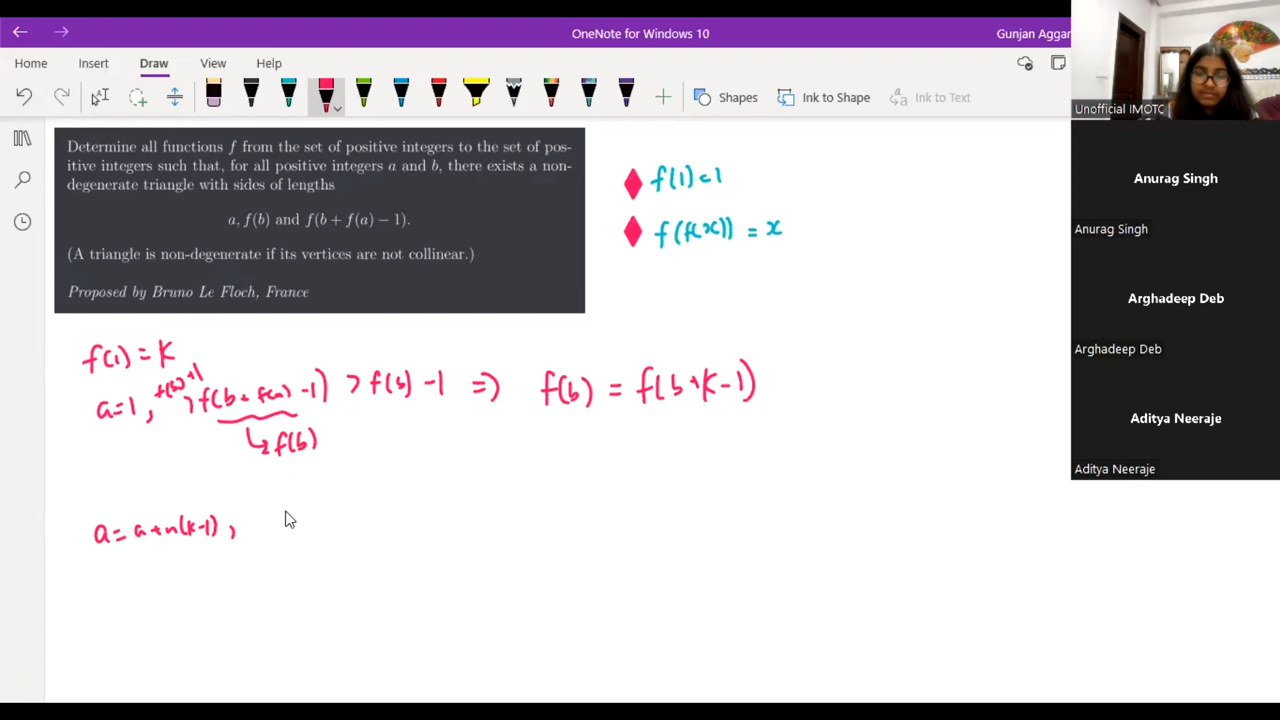 OneNote for Windows 10
Gunjan Aggar
Home Insert Draw View Help
Shapes Ink to Shape Ink to Text
Determine all functions f from the set of positive integers to the set of pos-
itive integers such that, for all positive integers a and b, there exists a non-
degenerate triangle with sides of lengths
a, f(b) and f(b + f(a) − 1).
(A triangle is non-degenerate if its vertices are not collinear.)
Proposed by Bruno Le Floch, France
f(1) = 1
f(f(x)) = x
f(1) = K
a=1, f(b)+1 > f(b + f(a) -1) > f(b) -1 => f(b) = f(b+K-1)
↳ f(b)
a = a+n(k-1),
Unofficial IMOTC
Anurag Singh
Anurag Singh
Arghadeep Deb
Arghadeep Deb
Aditya Neeraje
Aditya Neeraje